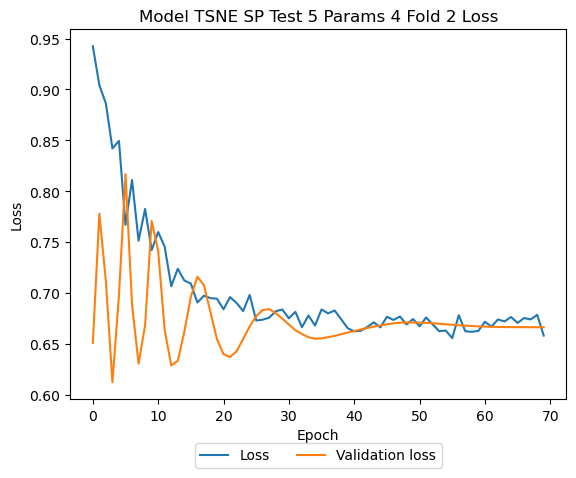 Model TSNE SP Test 5 Params 4 Fold 2 Loss
0.95
0.90
0.85
0.80
0.75
0.70
0.65
0.60
Loss
0 10 20 30 40 50 60 70
Epoch
Loss Validation loss